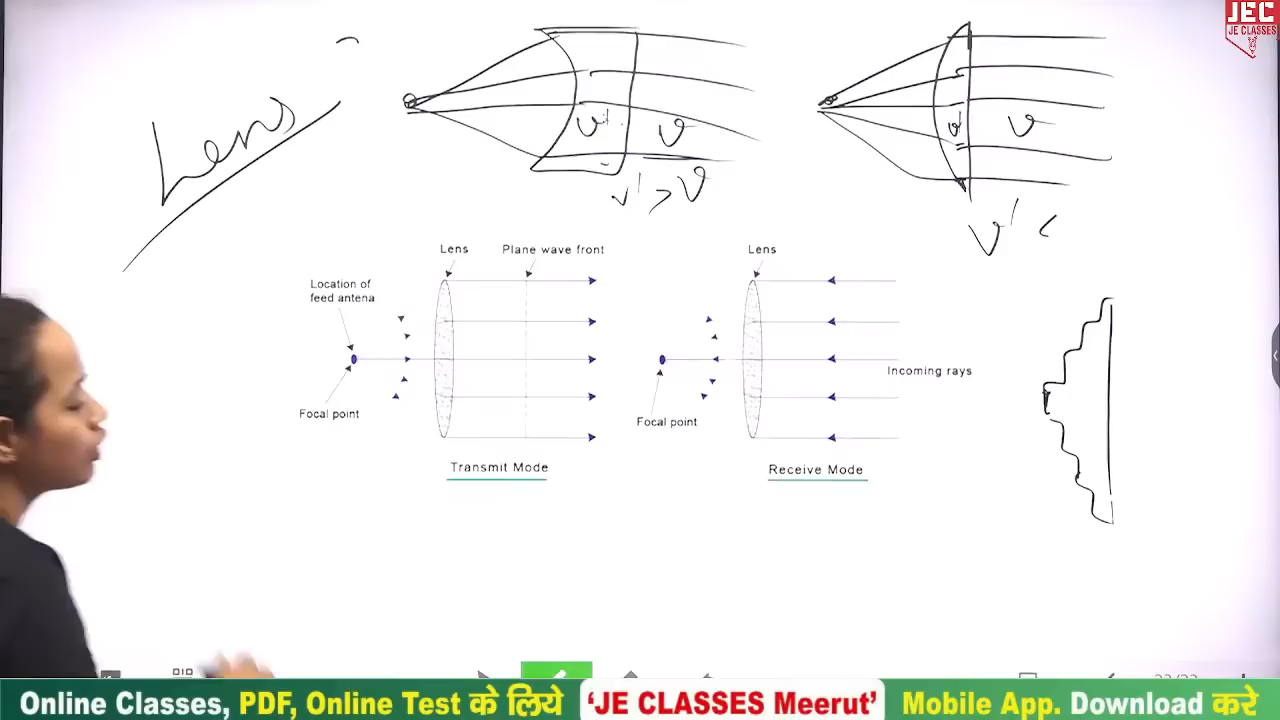 JEC
JE CLASSES
Lens
v'
v
v' > v
v'
v
v' <
Lens
Plane wave front
Location of
feed antena
Focal point
Transmit Mode
Lens
Incoming rays
Focal point
Receive Mode
Online Classes, PDF, Online Test के लिये 'JE CLASSES Meerut' Mobile App. Download करे